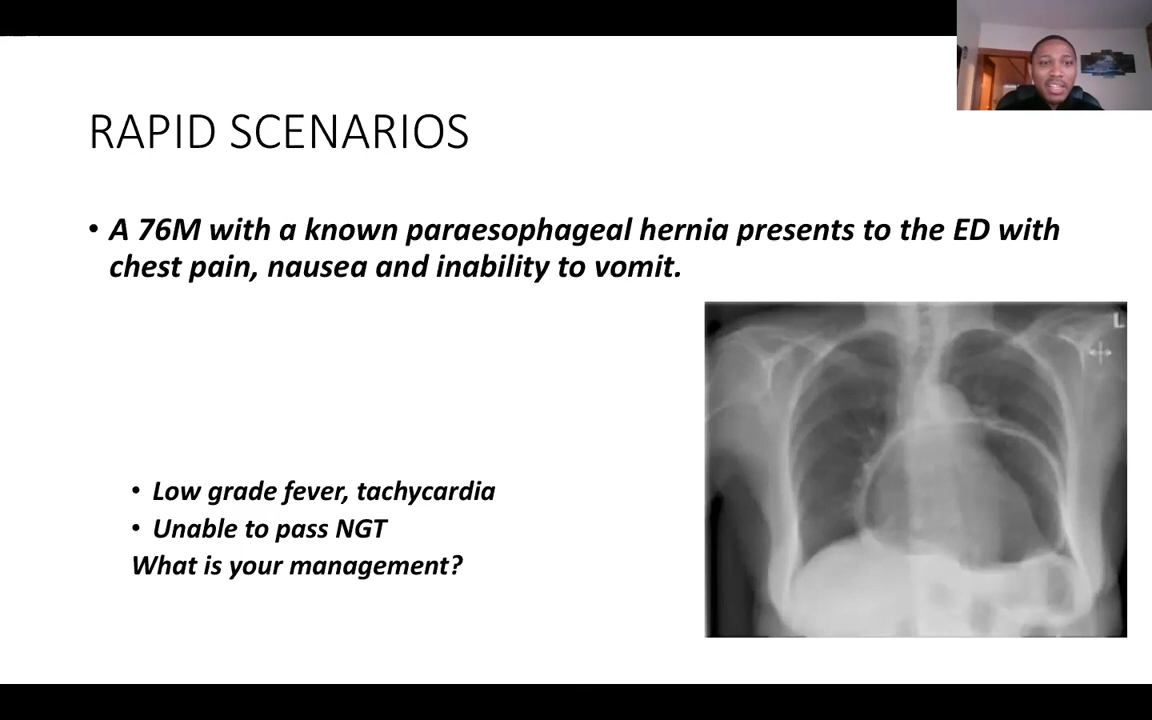 RAPID SCENARIOS
• A 76M with a known paraesophageal hernia presents to the ED with
chest pain, nausea and inability to vomit.
L
• Low grade fever, tachycardia
• Unable to pass NGT
What is your management?